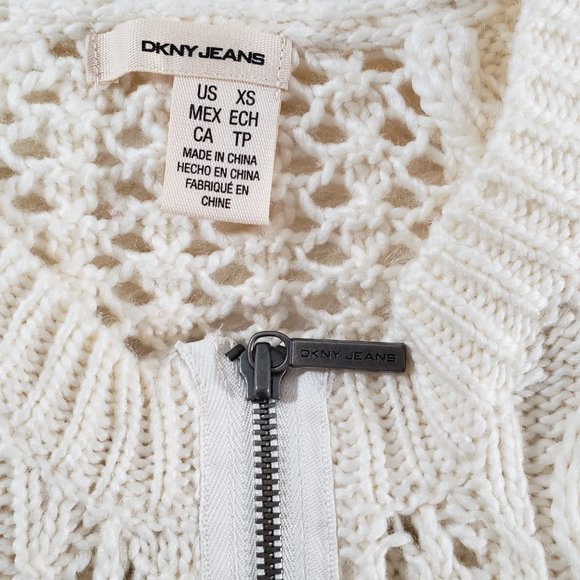 DKNY JEANS
US XS
MEX ECH
CA TP
MADE IN CHINA
HECHO EN CHINA
FABRIQUÉ EN
CHINE
DKNY JEANS